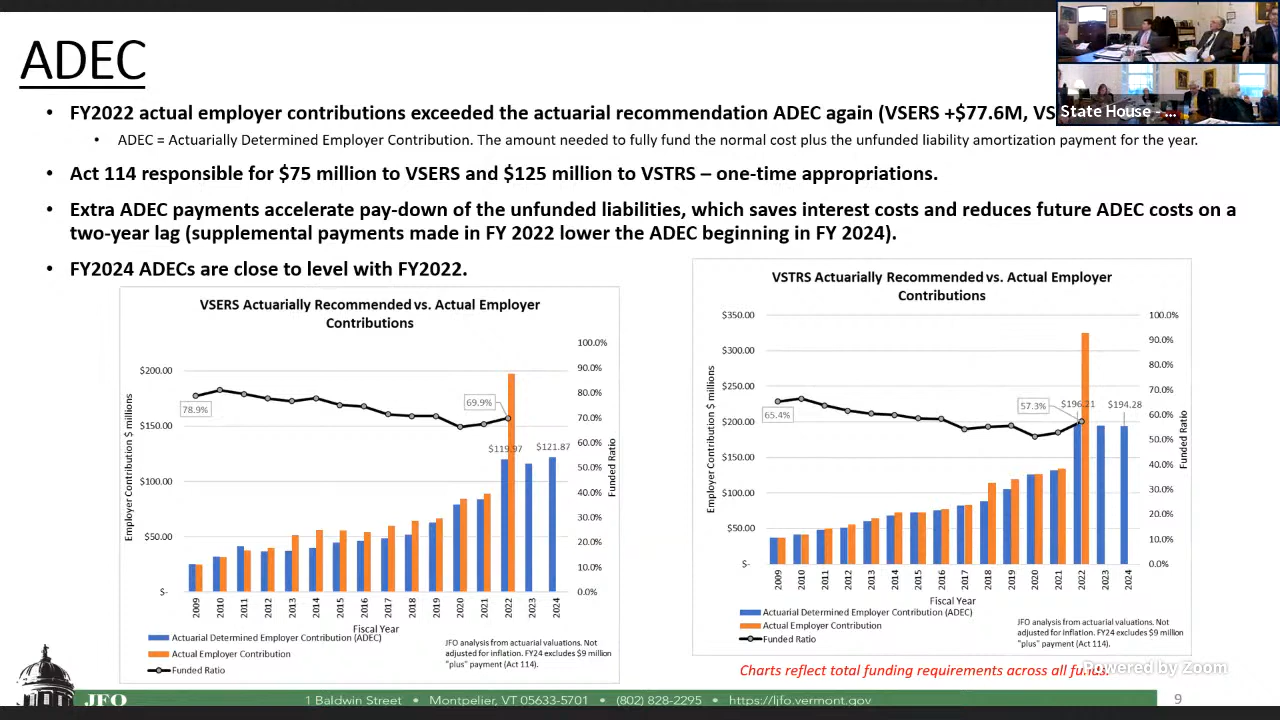 ADEC
• FY2022 actual employer contributions exceeded the actuarial recommendation ADEC again (VSERS +$77.6M, VS
State House - ...
• ADEC = Actuarially Determined Employer Contribution. The amount needed to fully fund the normal cost plus the unfunded liability amortization payment for the year.
• Act 114 responsible for $75 million to VSERS and $125 million to VSTRS – one-time appropriations.
• Extra ADEC payments accelerate pay-down of the unfunded liabilities, which saves interest costs and reduces future ADEC costs on a
two-year lag (supplemental payments made in FY 2022 lower the ADEC beginning in FY 2024).
• FY2024 ADECs are close to level with FY2022.
VSERS Actuarially Recommended vs. Actual Employer
Contributions
Employer Contribution $ millions
$200.00
$150.00
$100.00
$50.00
$-
100.0%
90.0%
80.0%
70.0%
60.0%
50.0%
40.0%
30.0%
20.0%
10.0%
0.0%
Funded Ratio
78.9%
69.9%
$119.97
$121.87
2009 2010 2011 2012 2013 2014 2015 2016 2017 2018 2019 2020 2021 2022 2023 2024
Fiscal Year
Actuarial Determined Employer Contribution (ADEC)
Actual Employer Contribution
Funded Ratio
JFO analysis from actuarial valuations. Not
adjusted for inflation. FY24 excludes $9 million
"plus" payment (Act 114).
VSTRS Actuarially Recommended vs. Actual Employer
Contributions
Employer Contribution $ millions
$350.00
$300.00
$250.00
$200.00
$150.00
$100.00
$50.00
$-
100.0%
90.0%
80.0%
70.0%
60.0%
50.0%
40.0%
30.0%
20.0%
10.0%
0.0%
Funded Ratio
65.4%
57.3%
$196.21
$194.28
2009 2010 2011 2012 2013 2014 2015 2016 2017 2018 2019 2020 2021 2022 2023 2024
Fiscal Year
Actuarial Determined Employer Contribution (ADEC)
Actual Employer Contribution
Funded Ratio
JFO analysis from actuarial valuations. Not
adjusted for inflation. FY24 excludes $9 million
"plus" payment (Act 114).
Charts reflect total funding requirements across all funds.
Powered by Zoom
JFO
1 Baldwin Street • Montpelier, VT 05633-5701 • (802) 828-2295 • https://ljfo.vermont.gov
9